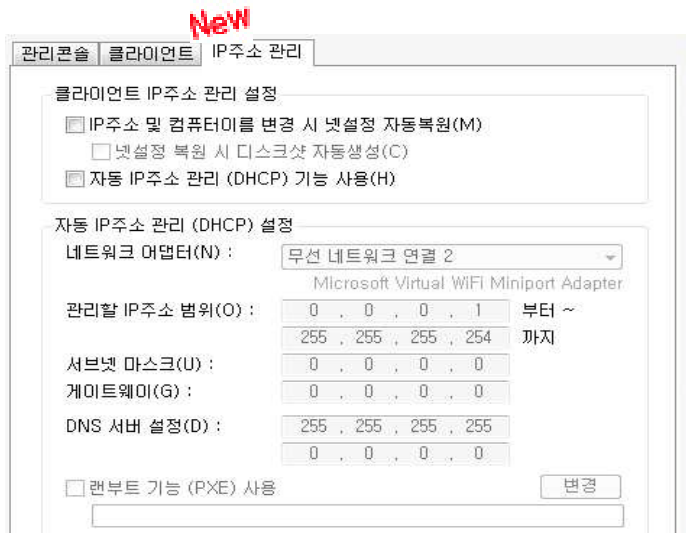 New
관리콘솔 클라이언트 IP주소 관리
클라이언트 IP주소 관리 설정
IP주소 및 컴퓨터이름 변경 시 넷설정 자동복원(M)
넷설정 복원 시 디스크샷 자동생성(C)
자동 IP주소 관리 (DHCP) 기능 사용(H)
자동 IP주소 관리 (DHCP) 설정
네트워크 어댑터(N) : 무선 네트워크 연결 2
Microsoft Virtual WiFi Miniport Adapter
관리할 IP주소 범위(O) : 0 . 0 . 0 . 1 부터 ~
255 . 255 . 255 . 254 까지
서브넷 마스크(U) : 0 . 0 . 0 . 0
게이트웨이(G) : 0 . 0 . 0 . 0
DNS 서버 설정(D) : 255 . 255 . 255 . 255
0 . 0 . 0 . 0
랜부트 기능 (PXE) 사용 변경